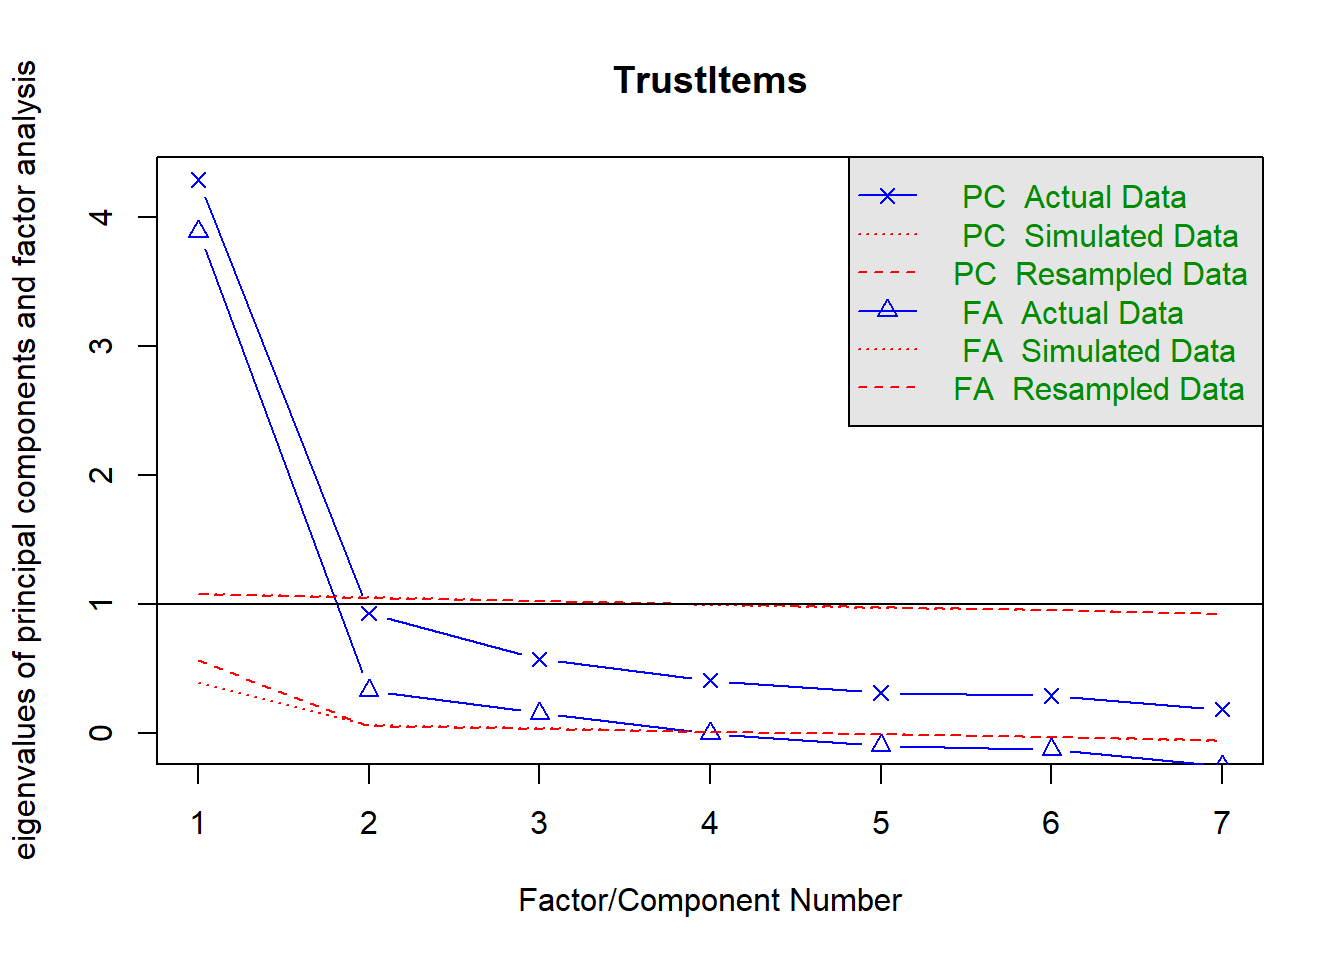 TrustItems
eigenvalues of principal components and factor analysis
4
3
2
1
0
PC Actual Data
PC Simulated Data
PC Resampled Data
FA Actual Data
FA Simulated Data
FA Resampled Data
1 2 3 4 5 6 7
Factor/Component Number